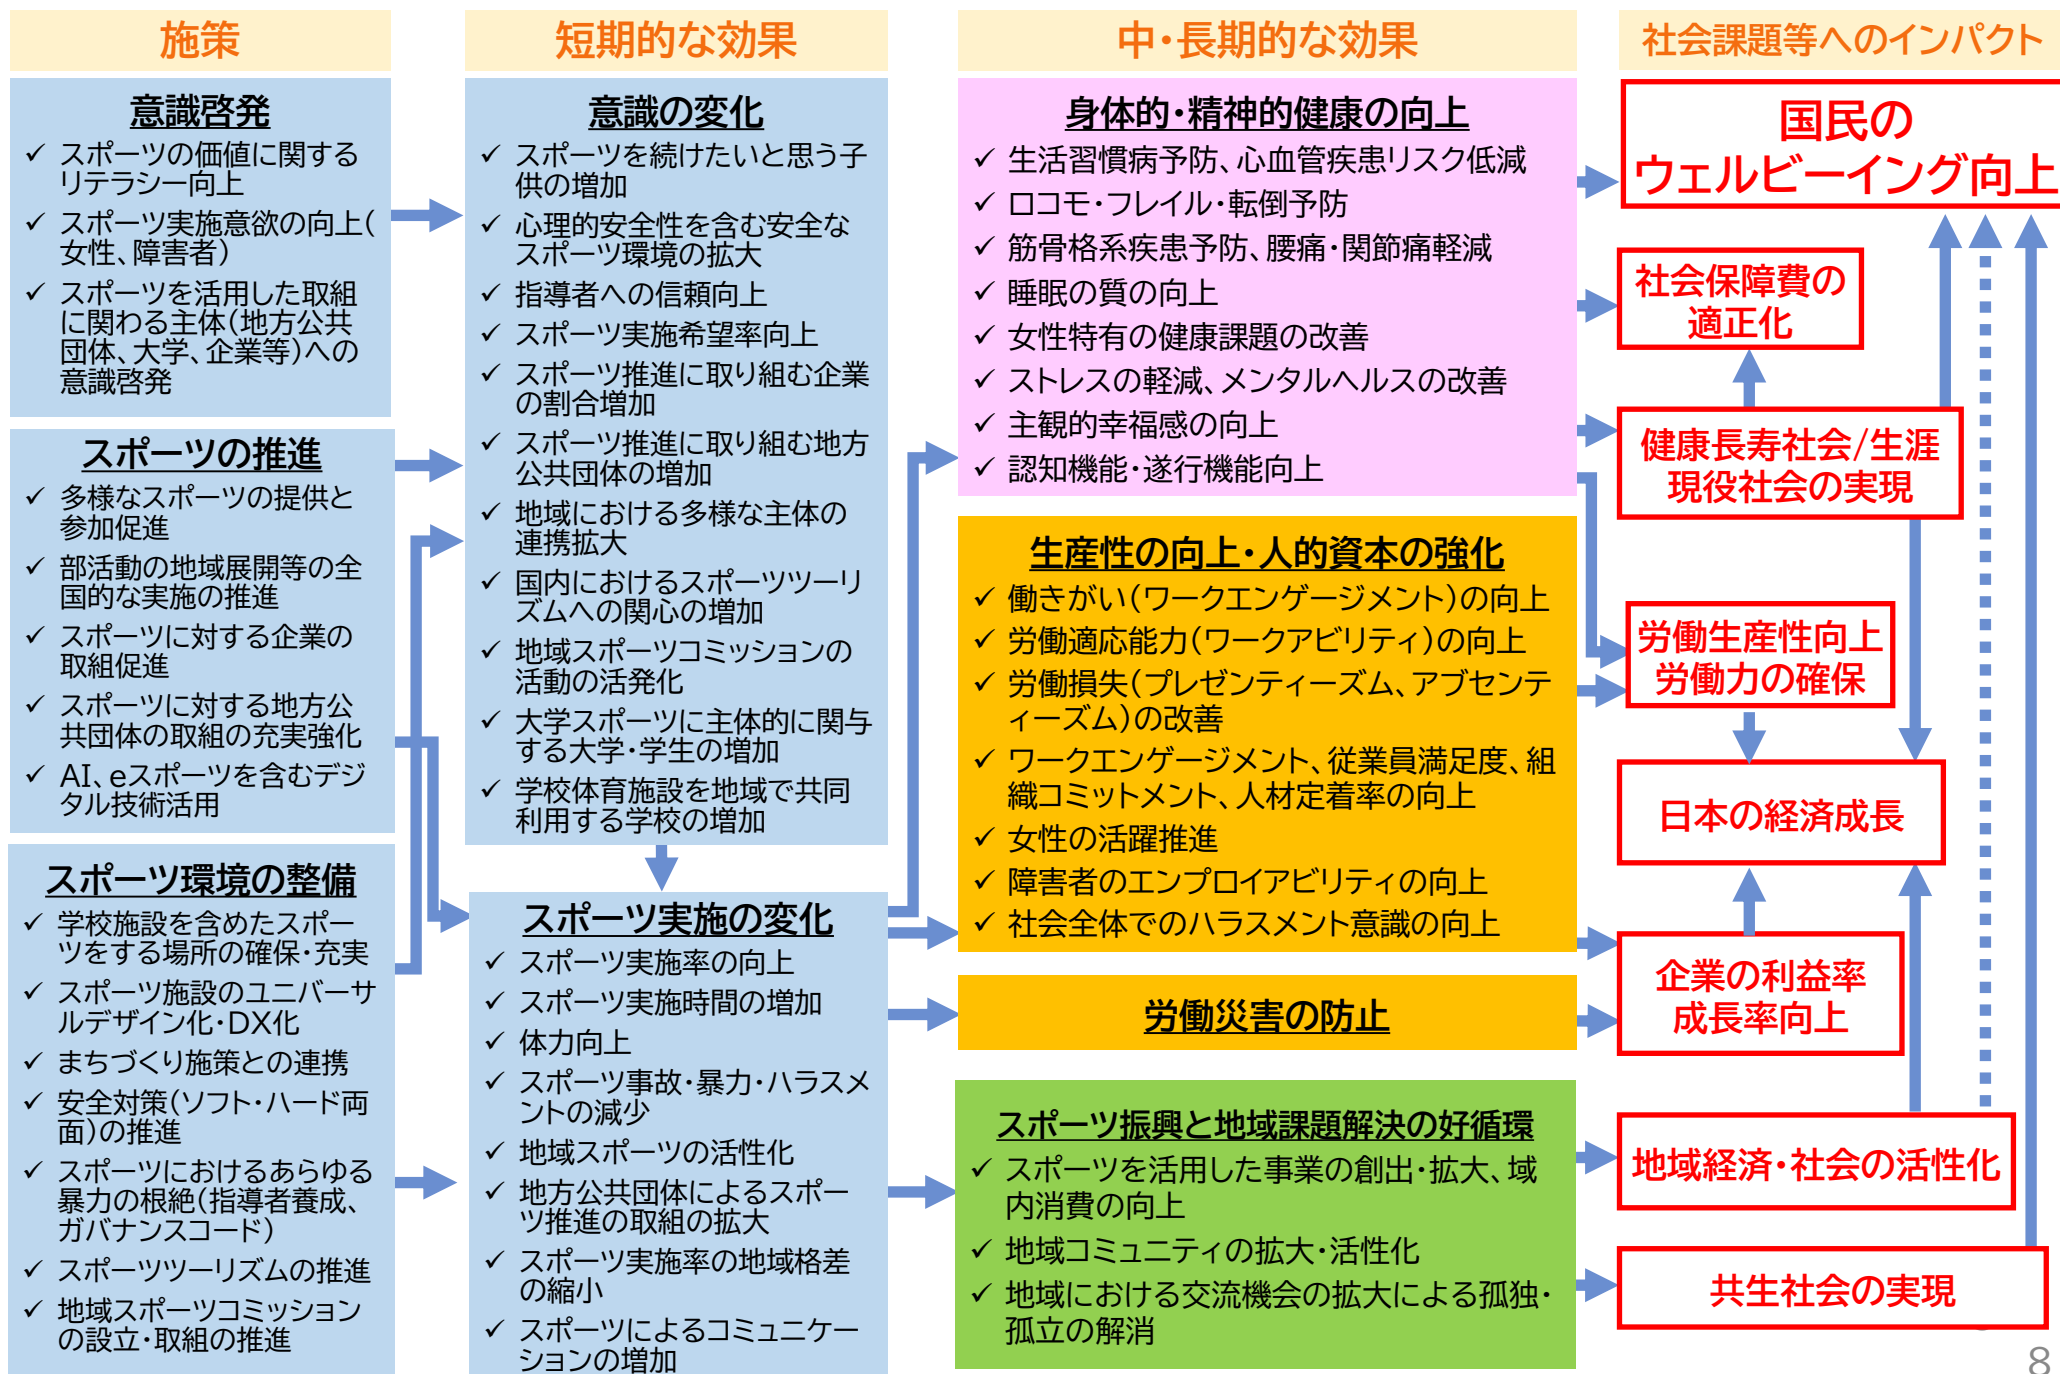 施策
意識啓発
✓ スポーツの価値に関する
リテラシー向上
✓ スポーツ実施意欲の向上(
女性、障害者)
✓ スポーツを活用した取組
に関わる主体(地方公共
団体、大学、企業等)への
意識啓発
スポーツの推進
✓ 多様なスポーツの提供と
参加促進
✓ 部活動の地域展開等の全
国的な実施の推進
✓ スポーツに対する企業の
取組促進
✓ スポーツに対する地方公
共団体の取組の充実強化
✓ AI、eスポーツを含むデジ
タル技術活用
スポーツ環境の整備
✓ 学校施設を含めたスポー
ツをする場所の確保・充実
✓ スポーツ施設のユニバーサ
ルデザイン化・DX化
✓ まちづくり施策との連携
✓ 安全対策(ソフト・ハード両
面)の推進
✓ スポーツにおけるあらゆる
暴力の根絶(指導者養成、
ガバナンスコード)
✓ スポーツツーリズムの推進
✓ 地域スポーツコミッション
の設立・取組の推進
短期的な効果
意識の変化
✓ スポーツを続けたいと思う子
供の増加
✓ 心理的安全性を含む安全な
スポーツ環境の拡大
✓ 指導者への信頼向上
✓ スポーツ実施希望率向上
✓ スポーツ推進に取り組む企業
の割合増加
✓ スポーツ推進に取り組む地方
公共団体の増加
✓ 地域における多様な主体の
連携拡大
✓ 国内におけるスポーツツーリ
ズムへの関心の増加
✓ 地域スポーツコミッションの
活動の活発化
✓ 大学スポーツに主体的に関与
する大学・学生の増加
✓ 学校体育施設を地域で共同
利用する学校の増加
スポーツ実施の変化
✓ スポーツ実施率の向上
✓ スポーツ実施時間の増加
✓ 体力向上
✓ スポーツ事故・暴力・ハラスメ
ントの減少
✓ 地域スポーツの活性化
✓ 地方公共団体によるスポー
ツ推進の取組の拡大
✓ スポーツ実施率の地域格差
の縮小
✓ スポーツによるコミュニケー
ションの増加
中・長期的な効果
身体的・精神的健康の向上
✓ 生活習慣病予防、心血管疾患リスク低減
✓ ロコモ・フレイル・転倒予防
✓ 筋骨格系疾患予防、腰痛・関節痛軽減
✓ 睡眠の質の向上
✓ 女性特有の健康課題の改善
✓ ストレスの軽減、メンタルヘルスの改善
✓ 主観的幸福感の向上
✓ 認知機能・遂行機能向上
生産性の向上・人的資本の強化
✓ 働きがい(ワークエンゲージメント)の向上
✓ 労働適応能力(ワークアビリティ)の向上
✓ 労働損失(プレゼンティーズム、アブセンテ
ィーズム)の改善
✓ ワークエンゲージメント、従業員満足度、組
織コミットメント、人材定着率の向上
✓ 女性の活躍推進
✓ 障害者のエンプロイアビリティの向上
✓ 社会全体でのハラスメント意識の向上
労働災害の防止
スポーツ振興と地域課題解決の好循環
✓ スポーツを活用した事業の創出・拡大、域
内消費の向上
✓ 地域コミュニティの拡大・活性化
✓ 地域における交流機会の拡大による孤独・
孤立の解消
社会課題等へのインパクト
国民の
ウェルビーイング向上
社会保障費の
適正化
健康長寿社会/生涯
現役社会の実現
労働生産性向上
労働力の確保
日本の経済成長
企業の利益率
成長率向上
地域経済・社会の活性化
共生社会の実現
8